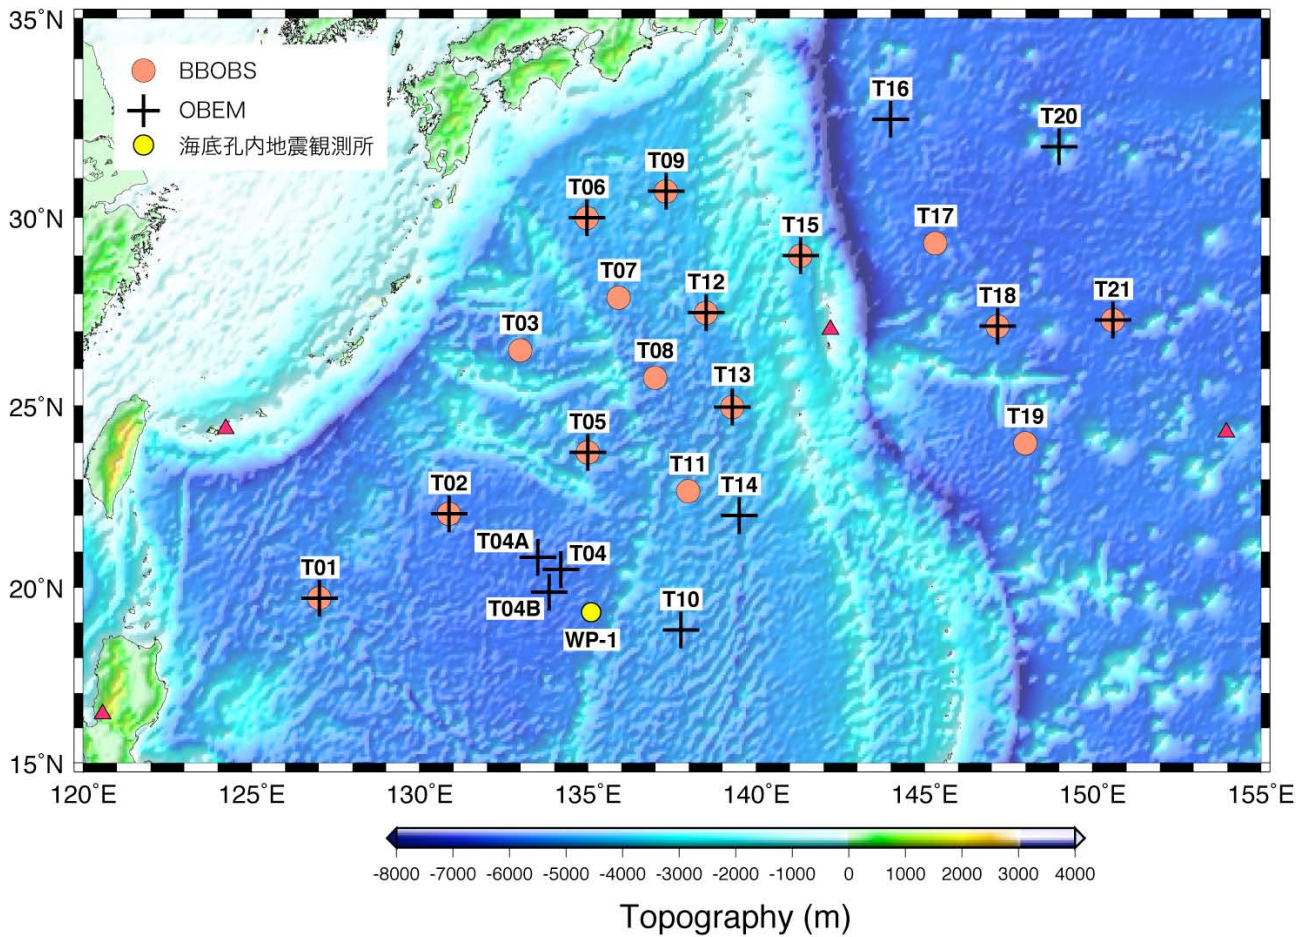 35°N
BBOBS
OBEM
海底孔内地震観測所
T16
T20
T09
T06
30°N
T17
T15
T07
T12
T18
T21
T03
T08
T13
25°N
T05
T19
T11
T02
T14
T04A
T04
T01
20°N
T04B
T10
WP-1
15°N
120°E
125°E
130°E
135°E
140°E
145°E
150°E
155°E
-8000 -7000 -6000 -5000 -4000 -3000 -2000 -1000 0 1000 2000 3000 4000
Topography (m)